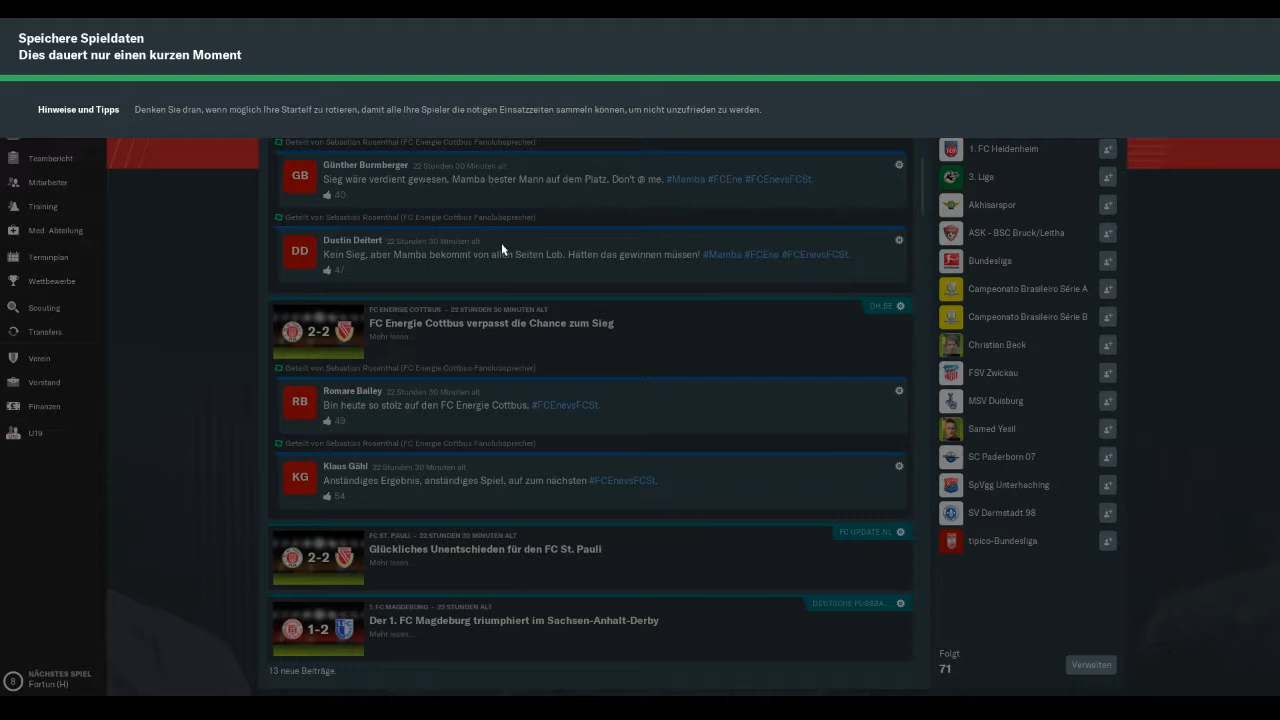 Speichere Spieldaten
Dies dauert nur einen kurzen Moment
Hinweise und Tipps
Denken Sie dran, wenn möglich Ihre Startelf zu rotieren, damit alle Ihre Spieler die nötigen Einsatzzeiten sammeln können, um nicht unzufrieden zu werden.
Teambericht
Mitarbeiter
Training
Med. Abteilung
Terminplan
Wettbewerbe
Scouting
Transfers
Verein
Vorstand
Finanzen
U19
NÄCHSTES SPIEL
8
Fortun (H)
Geteilt von Sebastian Rosenthal (FC Energie Cottbus Fanclubsprecher)
GB
Günther Burmberger 22 Stunden 30 Minuten alt
Sieg wäre verdient gewesen. Mamba bester Mann auf dem Platz. Don't @ me. #Mamba #FCEne #FCEnevsFCSt.
40
Geteilt von Sebastian Rosenthal (FC Energie Cottbus Fanclubsprecher)
DD
Dustin Deitert 22 Stunden 30 Minuten alt
Kein Sieg, aber Mamba bekommt von allen Seiten Lob. Hätten das gewinnen müssen! #Mamba #FCEne #FCEnevsFCSt.
47
FC ENERGIE COTTBUS - 22 STUNDEN 30 MINUTEN ALT
DH.BE
2-2
FC Energie Cottbus verpasst die Chance zum Sieg
Mehr lesen...
Geteilt von Sebastian Rosenthal (FC Energie Cottbus Fanclubsprecher)
RB
Romare Bailey 22 Stunden 30 Minuten alt
Bin heute so stolz auf den FC Energie Cottbus. #FCEnevsFCSt.
49
Geteilt von Sebastian Rosenthal (FC Energie Cottbus Fanclubsprecher)
KG
Klaus Gähl 22 Stunden 30 Minuten alt
Anständiges Ergebnis, anständiges Spiel, auf zum nächsten #FCEnevsFCSt.
54
FC ST. PAULI - 22 STUNDEN 30 MINUTEN ALT
FC UPDATE.NL
2-2
Glückliches Unentschieden für den FC St. Pauli
Mehr lesen...
1. FC MAGDEBURG - 22 STUNDEN ALT
DEUTSCHE FUSSBA...
1-2
Der 1. FC Magdeburg triumphiert im Sachsen-Anhalt-Derby
Mehr lesen...
13 neue Beiträge.
1. FC Heidenheim
3. Liga
Akhisarspor
ASK - BSC Bruck/Leitha
Bundesliga
Campeonato Brasileiro Série A
Campeonato Brasileiro Série B
Christian Beck
FSV Zwickau
MSV Duisburg
Samed Yesil
SC Paderborn 07
SpVgg Unterhaching
SV Darmstadt 98
tipico-Bundesliga
Folgt
71
Verwalten